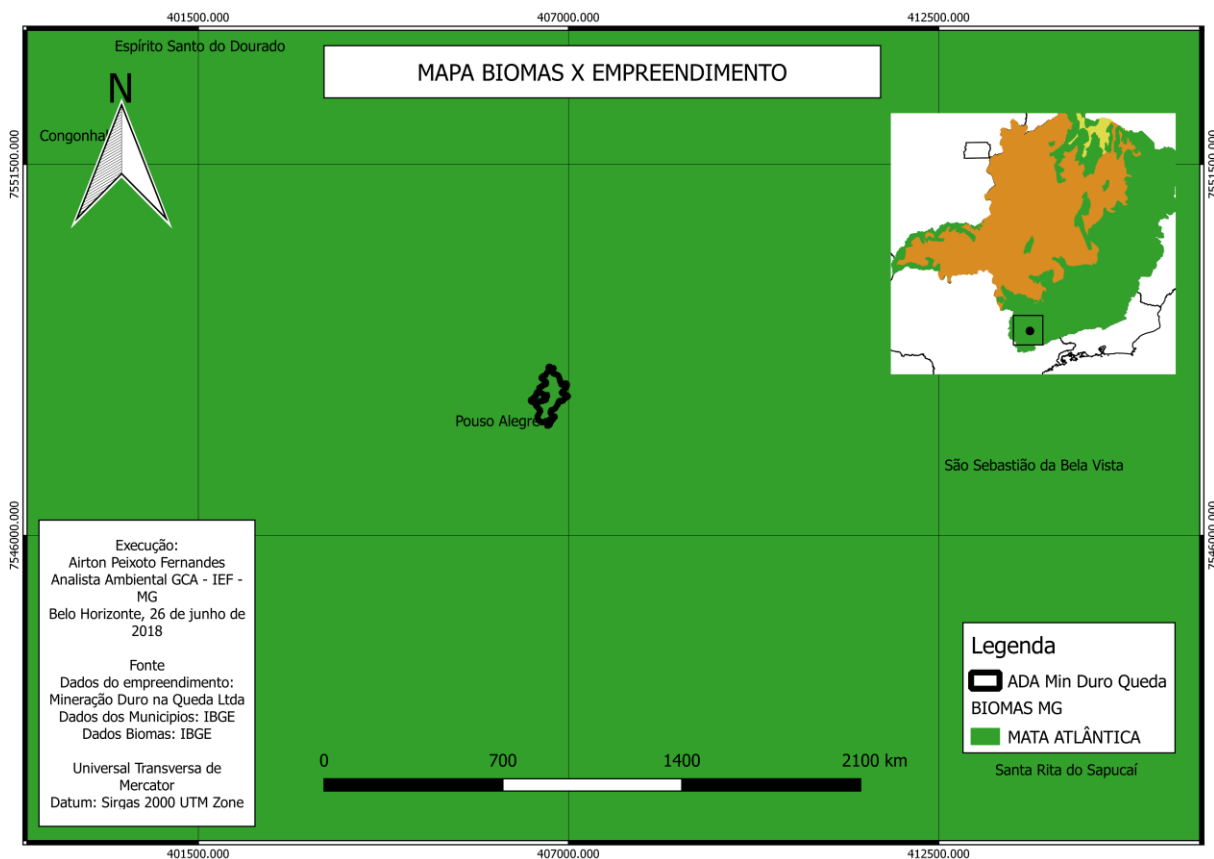 401500.000
407000.000
412500.000
Espírito Santo do Dourado
MAPA BIOMAS X EMPREENDIMENTO
N
Congonhal
7551500.000
7551500.000
Pouso Alegre
São Sebastião da Bela Vista
7546000.000
7546000.000
Execução:
Airton Peixoto Fernandes
Analista Ambiental GCA - IEF -
MG
Belo Horizonte, 26 de junho de
2018
Fonte
Dados do empreendimento:
Mineração Duro na Queda Ltda
Dados dos Municipios: IBGE
Dados Biomas: IBGE
Universal Transversa de
Mercator
Datum: Sirgas 2000 UTM Zone
Legenda
ADA Min Duro Queda
BIOMAS MG
MATA ATLÂNTICA
0
700
1400
2100 km
Santa Rita do Sapucaí
401500.000
407000.000
412500.000